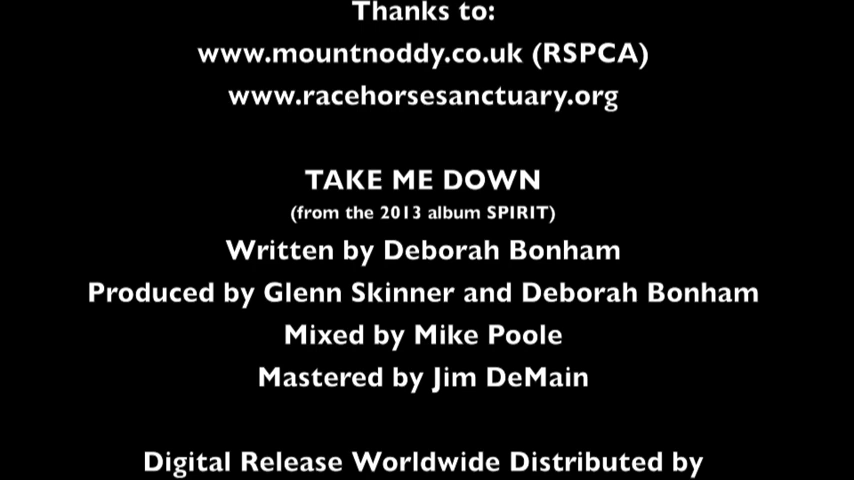 Thanks to:
www.mountnoddy.co.uk (RSPCA)
www.racehorsesanctuary.org
TAKE ME DOWN
(from the 2013 album SPIRIT)
Written by Deborah Bonham
Produced by Glenn Skinner and Deborah Bonham
Mixed by Mike Poole
Mastered by Jim DeMain
Digital Release Worldwide Distributed by